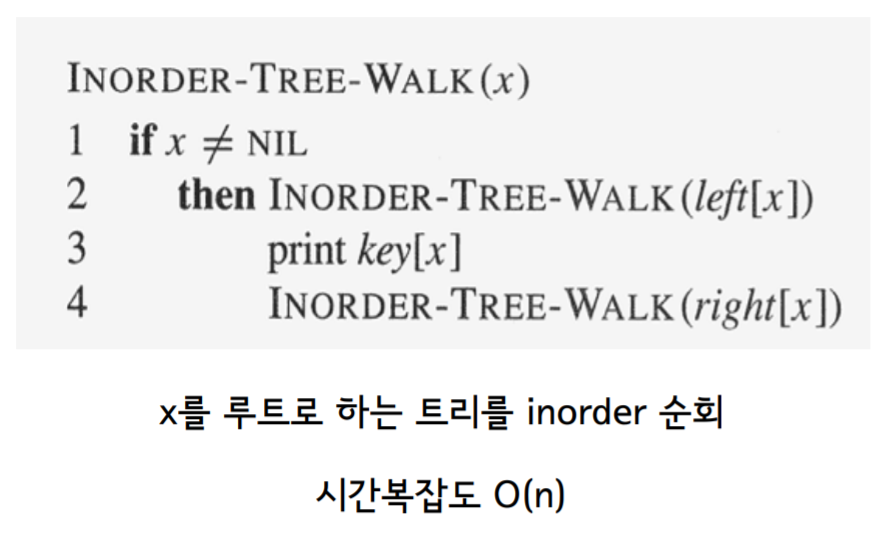 INORDER-TREE-WALK(x)
1 if x ≠ NIL
2 then INORDER-TREE-WALK(left[x])
3 print key[x]
4 INORDER-TREE-WALK(right[x])
x를 루트로 하는 트리를 inorder 순회
시간복잡도 O(n)